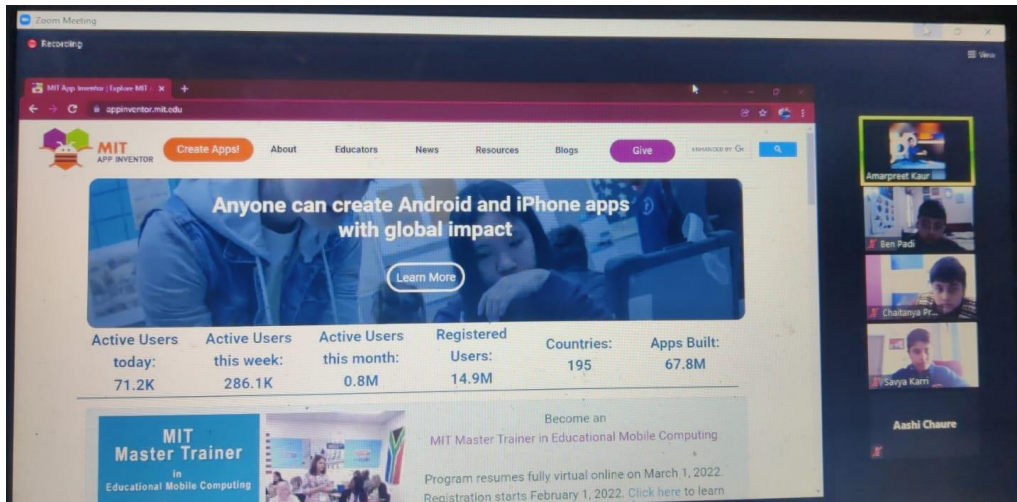 Zoom Meeting
Recording
View
MIT App Inventor | Explore MIT
appinventor.mit.edu
MIT
APP INVENTOR
Create Apps!
About
Educators
News
Resources
Blogs
Give
ENHANCED BY G
Anyone can create Android and iPhone apps
with global impact
Learn More
Active Users
today:
71.2K
Active Users
this week:
286.1K
Active Users
this month:
0.8M
Registered
Users:
14.9M
Countries:
195
Apps Built:
67.8M
MIT
Master Trainer
in
Educational Mobile Computing
Become an
MIT Master Trainer in Educational Mobile Computing
Program resumes fully virtual online on March 1, 2022.
Registration starts February 1, 2022. Click here to learn
Amarpreet Kaur
Ben Padi
Chaitanya Pr...
Savya Karri
Aashi Chaure